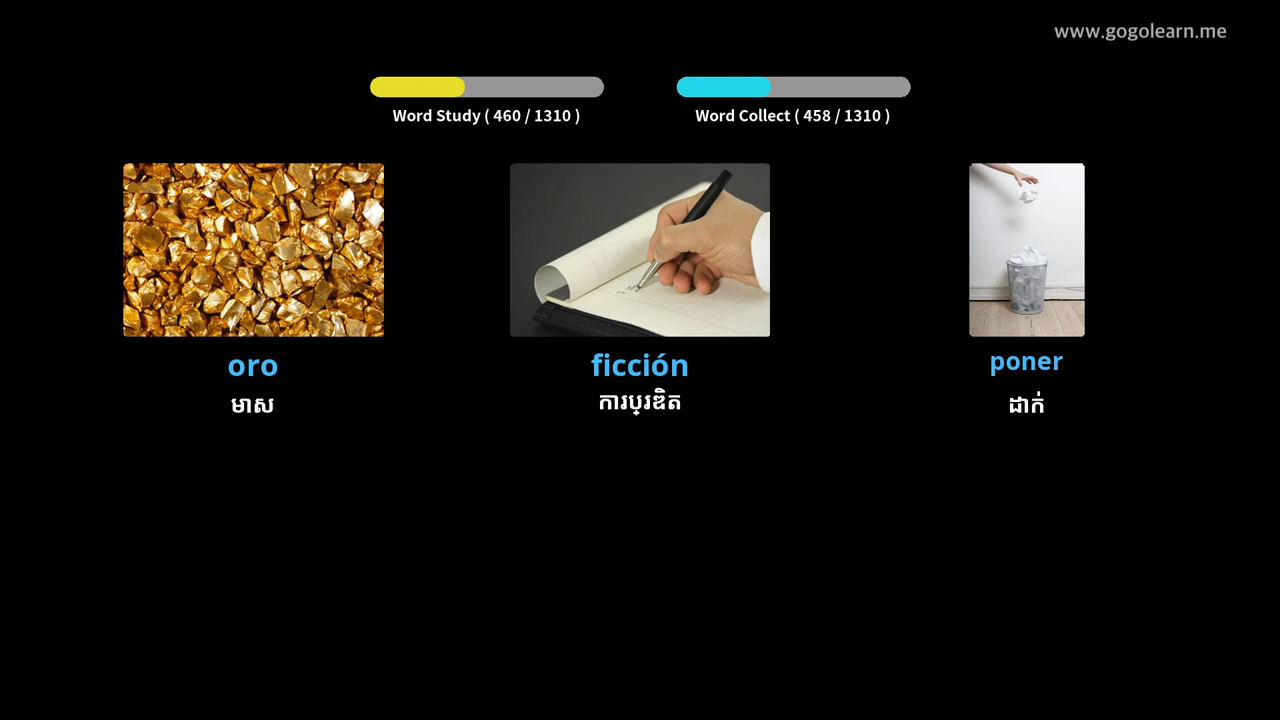 www.gogolearn.me
Word Study ( 460 / 1310 )
Word Collect ( 458 / 1310 )
oro
ficción
poner
មាស
ការប្រឌិត
ដាក់